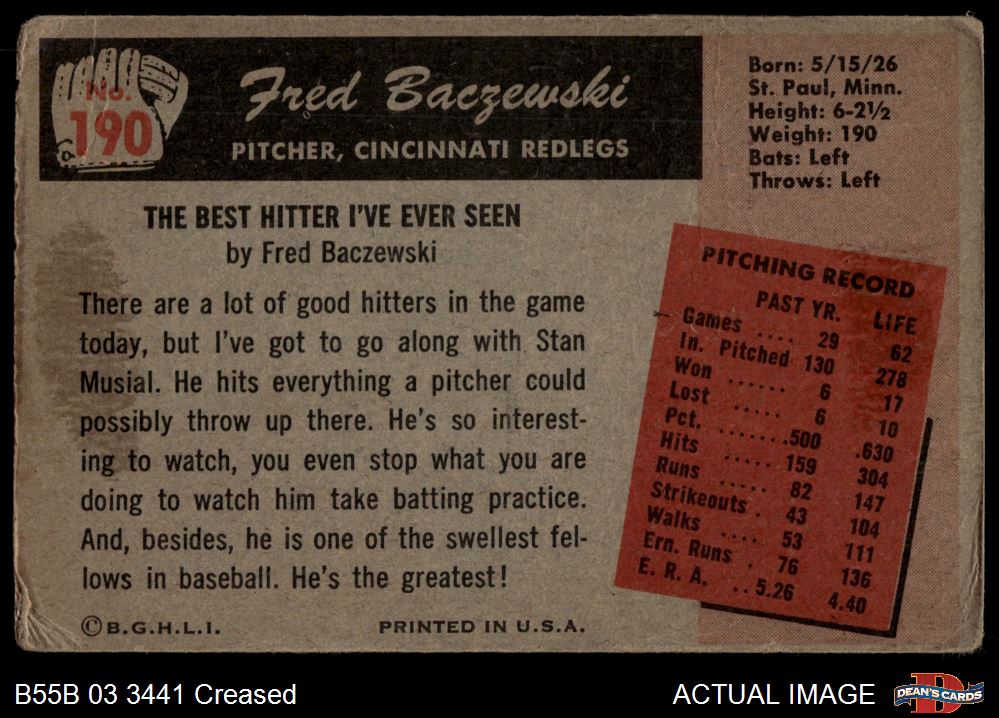 No.
190
Fred Baczewski
PITCHER, CINCINNATI REDLEGS
Born: 5/15/26
St. Paul, Minn.
Height: 6-2½
Weight: 190
Bats: Left
Throws: Left
THE BEST HITTER I'VE EVER SEEN
by Fred Baczewski
There are a lot of good hitters in the game
today, but I've got to go along with Stan
Musial. He hits everything a pitcher could
possibly throw up there. He's so interest-
ing to watch, you even stop what you are
doing to watch him take batting practice.
And, besides, he is one of the swellest fel-
lows in baseball. He's the greatest!
PITCHING RECORD
PAST YR. LIFE
Games .... 29 62
In. Pitched 130 278
Won ...... 6 17
Lost ..... 6 10
Pct. .......500 .630
Hits ..... 159 304
Runs ..... 82 147
Strikeouts . 43 104
Walks .... 53 111
Ern. Runs . 76 136
E. R. A. .. 5.26 4.40
©B.G.H.L.I. PRINTED IN U.S.A.
B55B 03 3441 Creased ACTUAL IMAGE
D
DEAN'S CARDS